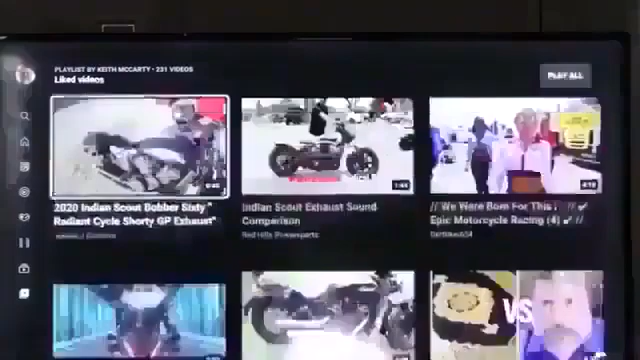 PLAYLIST BY KEITH MCCARTY • 231 VIDEOS
Liked videos
PLAY ALL
2020 Indian Scout Bobber Sixty "
Radiant Cycle Shorty GP Exhaust"
Indian Scout Exhaust Sound
Comparison
Red Hills Powersports
// We Were Born For This
Epic Motorcycle Racing (4) ✔ //
VS